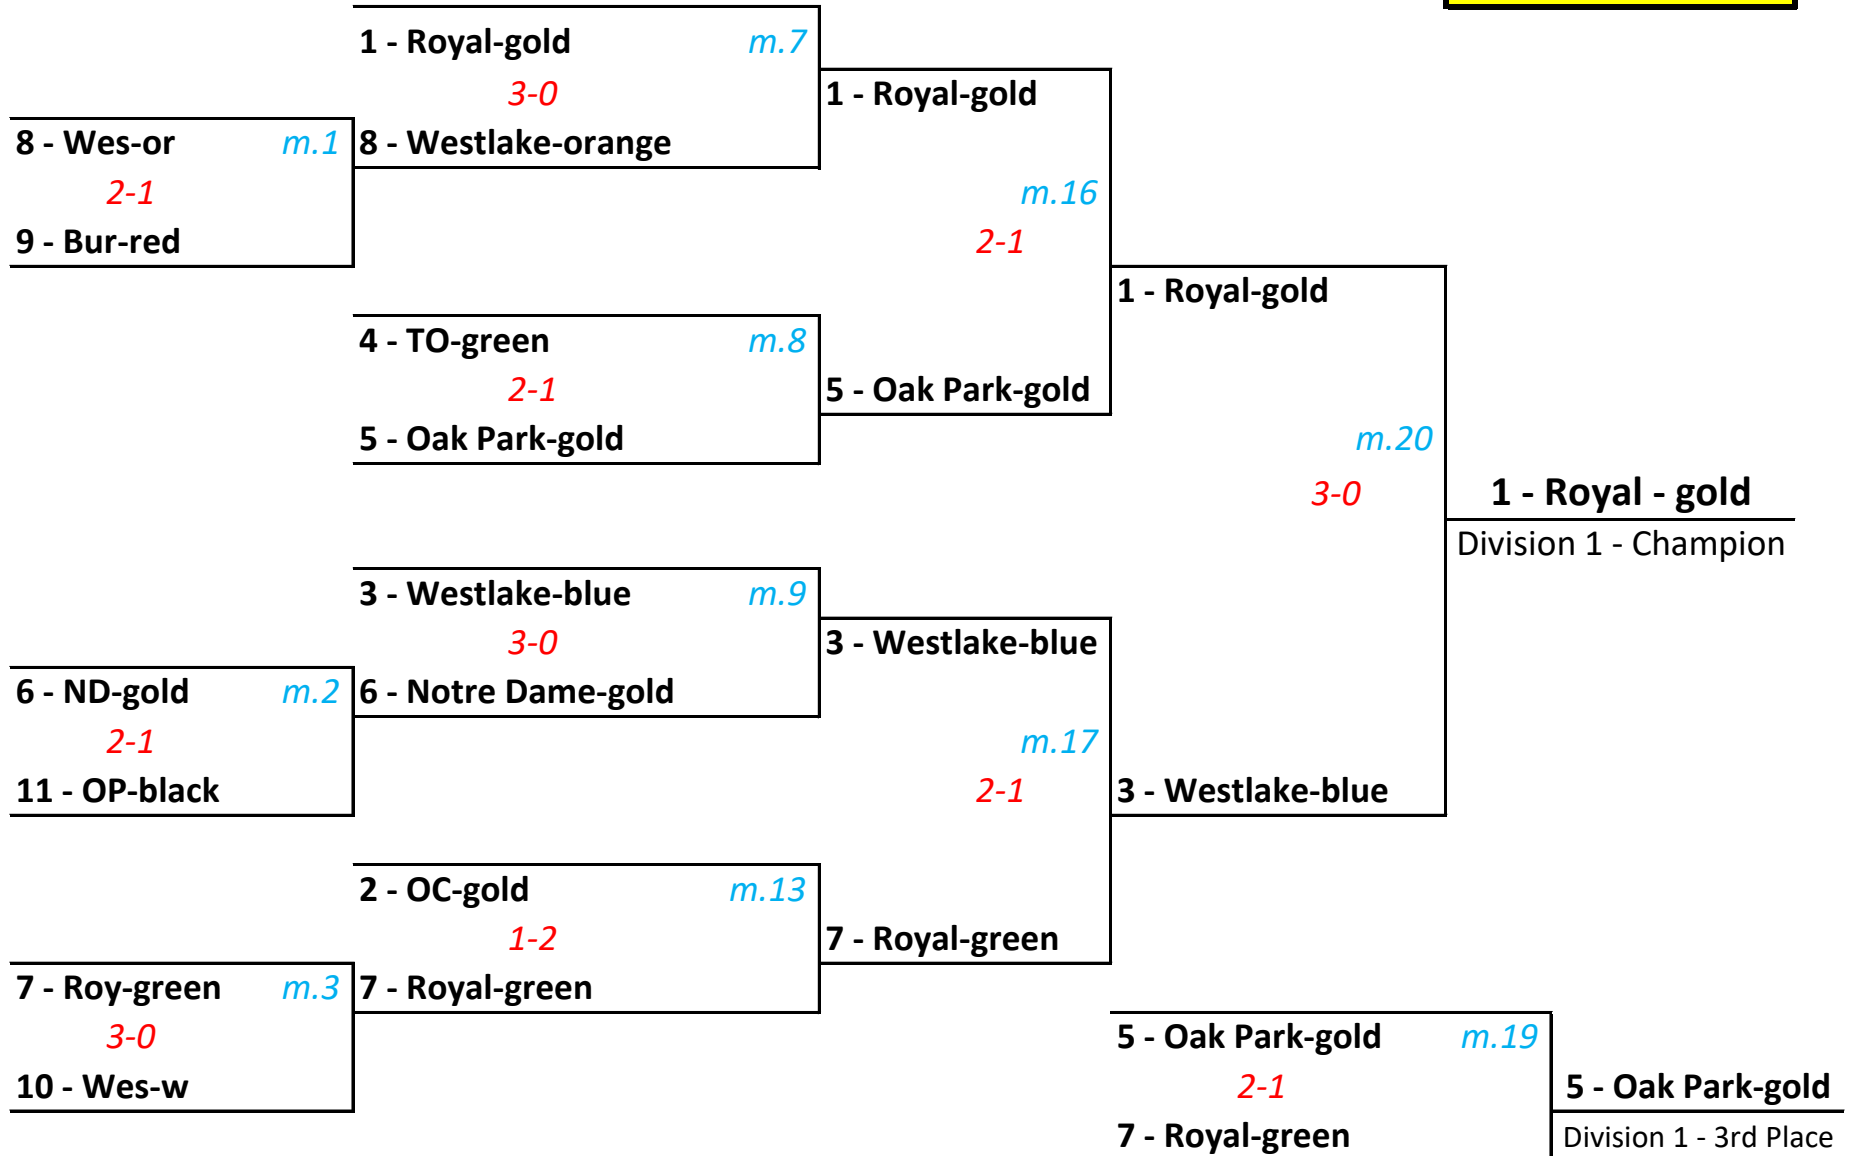 1 - Royal-gold m.7
3-0
8 - Westlake-orange
8 - Wes-or m.1
2-1
9 - Bur-red
1 - Royal-gold
m.16
2-1
4 - TO-green m.8
2-1
5 - Oak Park-gold
5 - Oak Park-gold
1 - Royal-gold
m.20
3-0
1 - Royal - gold
Division 1 - Champion
3 - Westlake-blue m.9
3-0
6 - Notre Dame-gold
6 - ND-gold m.2
2-1
11 - OP-black
3 - Westlake-blue
m.17
2-1
3 - Westlake-blue
2 - OC-gold m.13
1-2
7 - Royal-green
7 - Royal-green
7 - Roy-green m.3
3-0
10 - Wes-w
5 - Oak Park-gold m.19
2-1
7 - Royal-green
5 - Oak Park-gold
Division 1 - 3rd Place